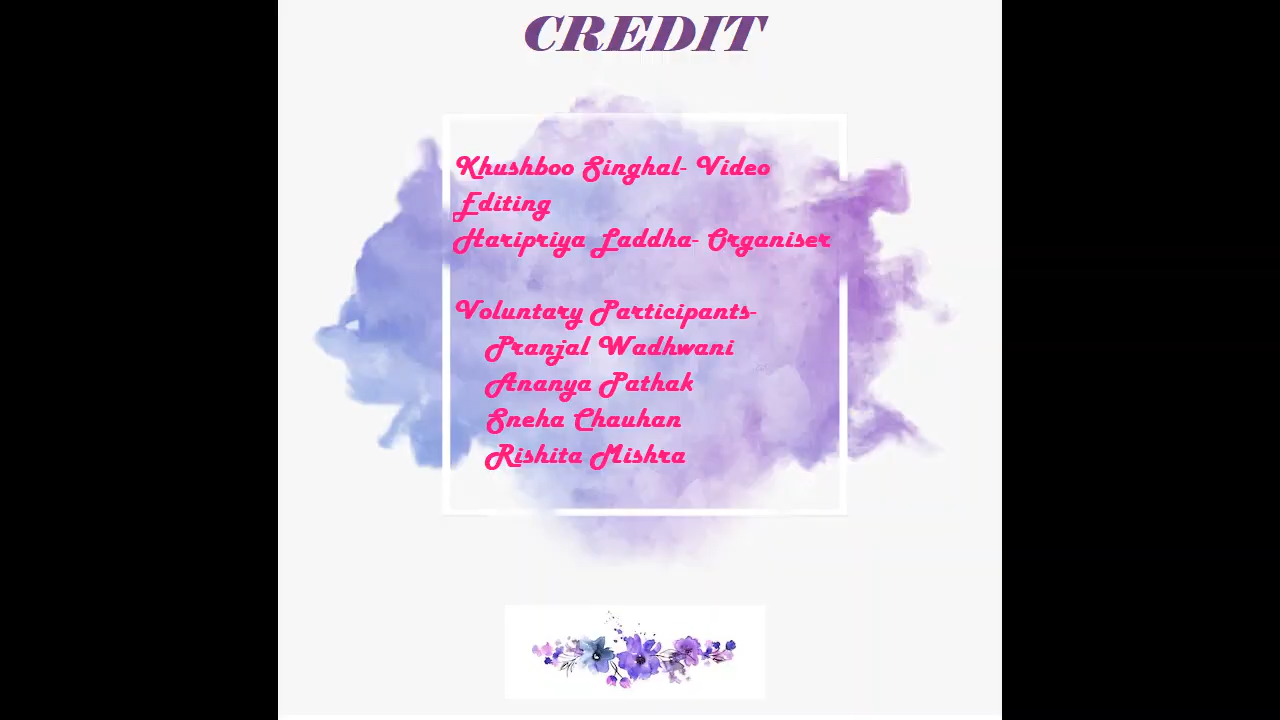 CREDIT
Khushboo Singhal- Video
Editing
Haripriya Laddha- Organiser
Voluntary Participants-
Pranjal Wadhwani
Ananya Pathak
Sneha Chauhan
Rishita Mishra